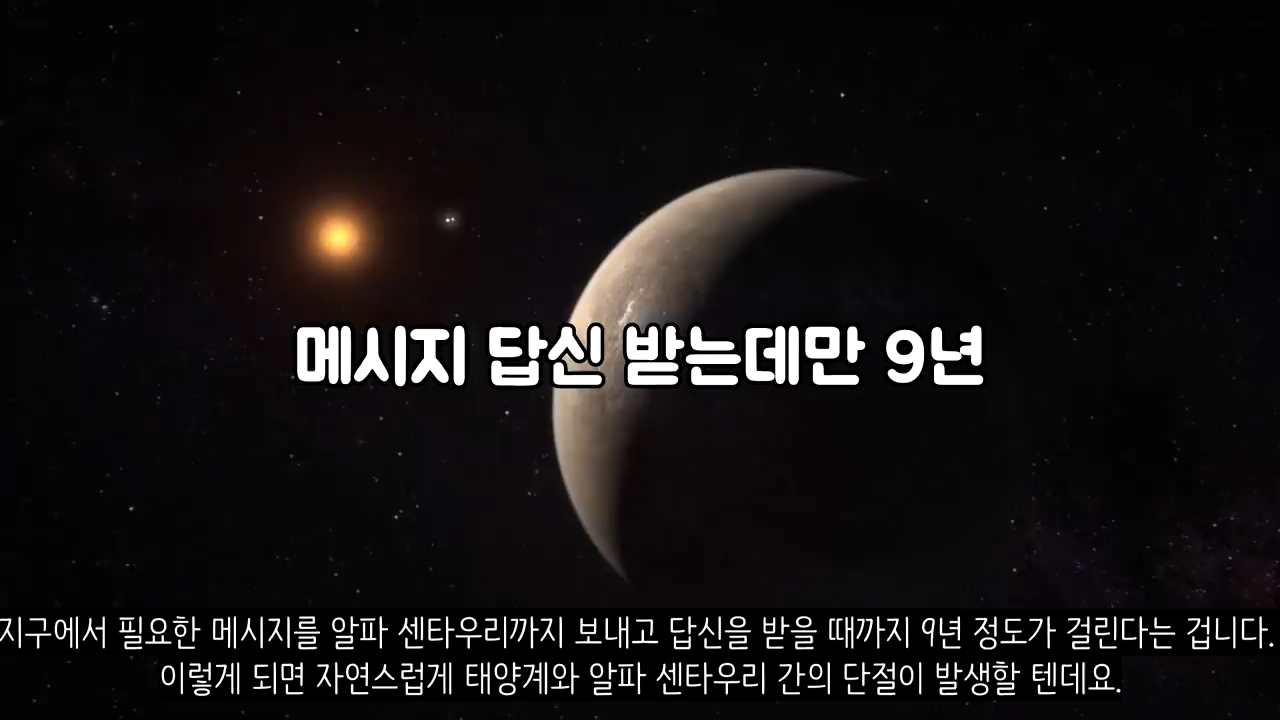 메시지 답신 받는데만 9년
지구에서 필요한 메시지를 알파 센타우리까지 보내고 답신을 받을 때까지 9년 정도가 걸린다는 겁니다.
이렇게 되면 자연스럽게 태양계와 알파 센타우리 간의 단절이 발생할 텐데요.